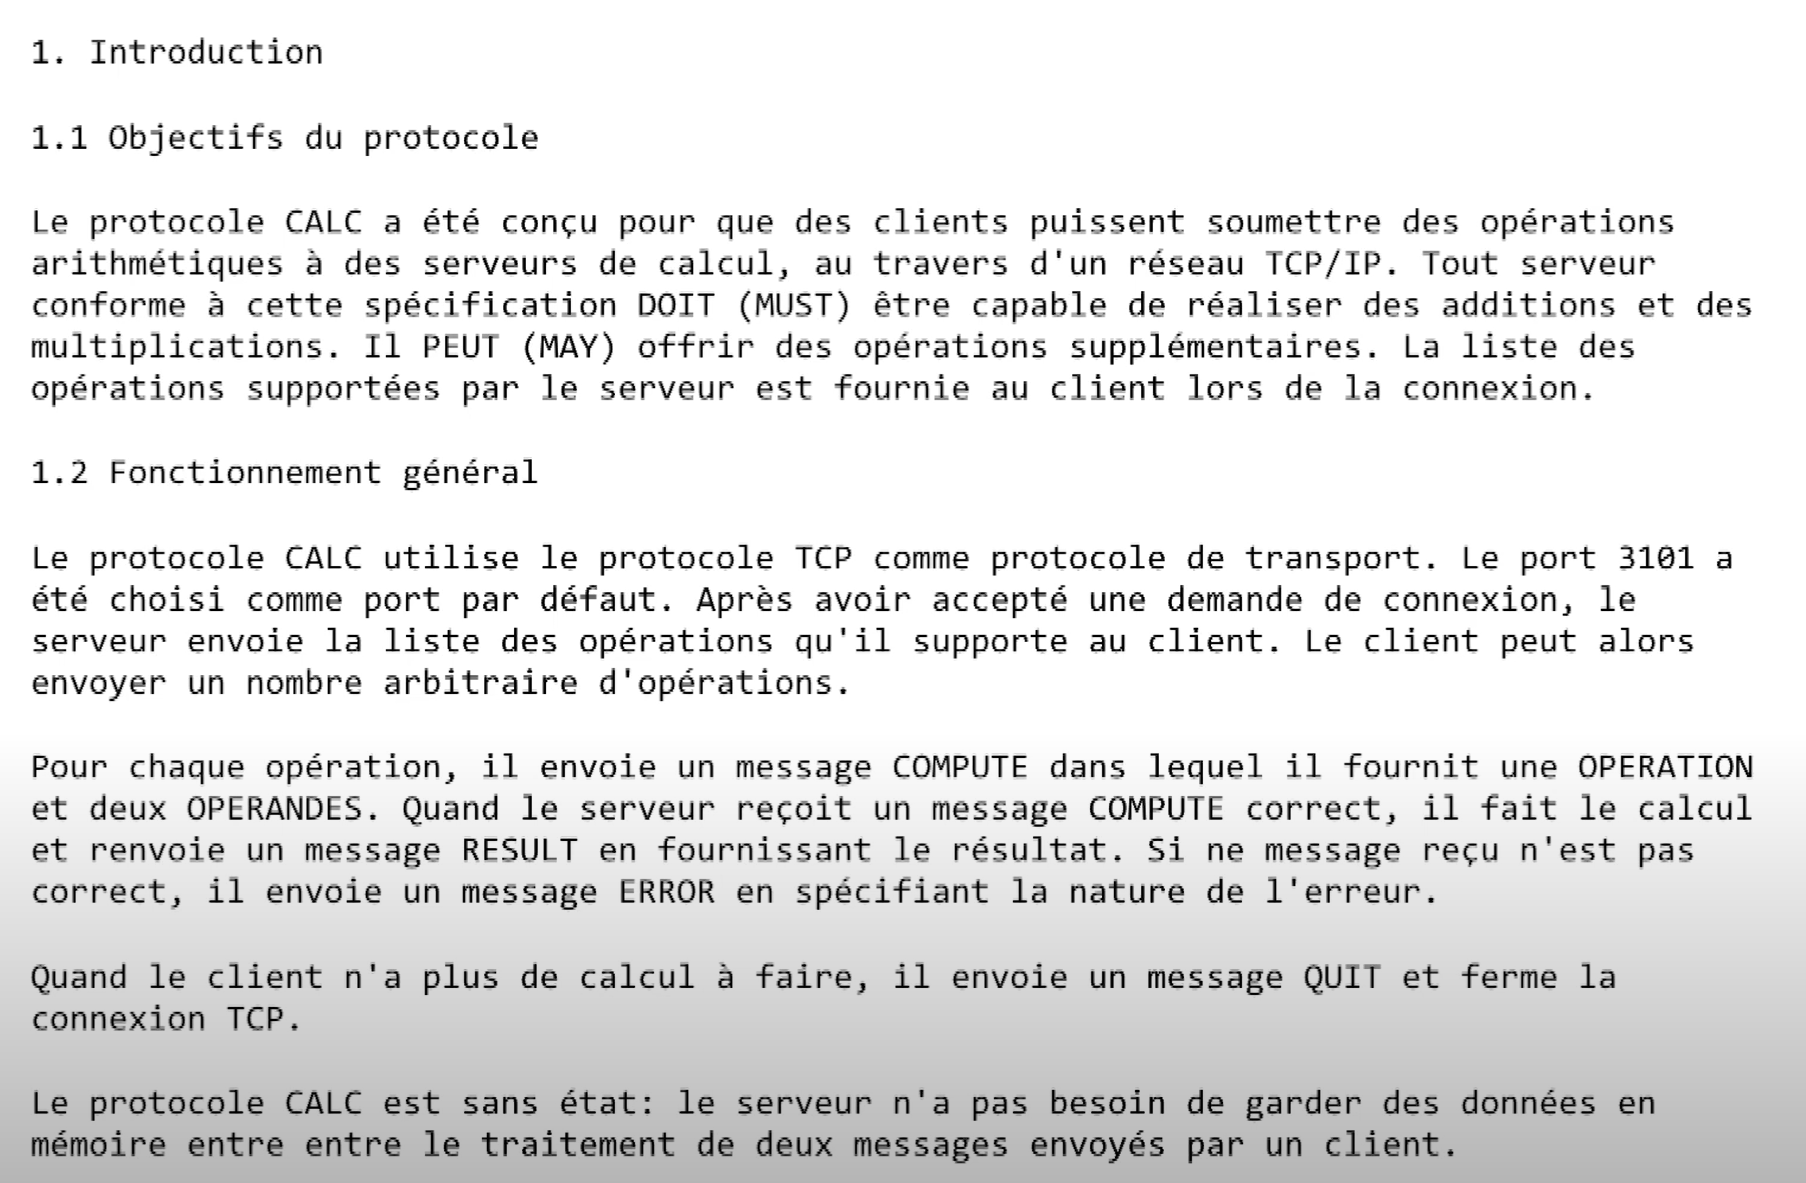 1. Introduction
1.1 Objectifs du protocole
Le protocole CALC a été conçu pour que des clients puissent soumettre des opérations
arithmétiques à des serveurs de calcul, au travers d'un réseau TCP/IP. Tout serveur
conforme à cette spécification DOIT (MUST) être capable de réaliser des additions et des
multiplications. Il PEUT (MAY) offrir des opérations supplémentaires. La liste des
opérations supportées par le serveur est fournie au client lors de la connexion.
1.2 Fonctionnement général
Le protocole CALC utilise le protocole TCP comme protocole de transport. Le port 3101 a
été choisi comme port par défaut. Après avoir accepté une demande de connexion, le
serveur envoie la liste des opérations qu'il supporte au client. Le client peut alors
envoyer un nombre arbitraire d'opérations.
Pour chaque opération, il envoie un message COMPUTE dans lequel il fournit une OPERATION
et deux OPERANDES. Quand le serveur reçoit un message COMPUTE correct, il fait le calcul
et renvoie un message RESULT en fournissant le résultat. Si ne message reçu n'est pas
correct, il envoie un message ERROR en spécifiant la nature de l'erreur.
Quand le client n'a plus de calcul à faire, il envoie un message QUIT et ferme la
connexion TCP.
Le protocole CALC est sans état: le serveur n'a pas besoin de garder des données en
mémoire entre entre le traitement de deux messages envoyés par un client.